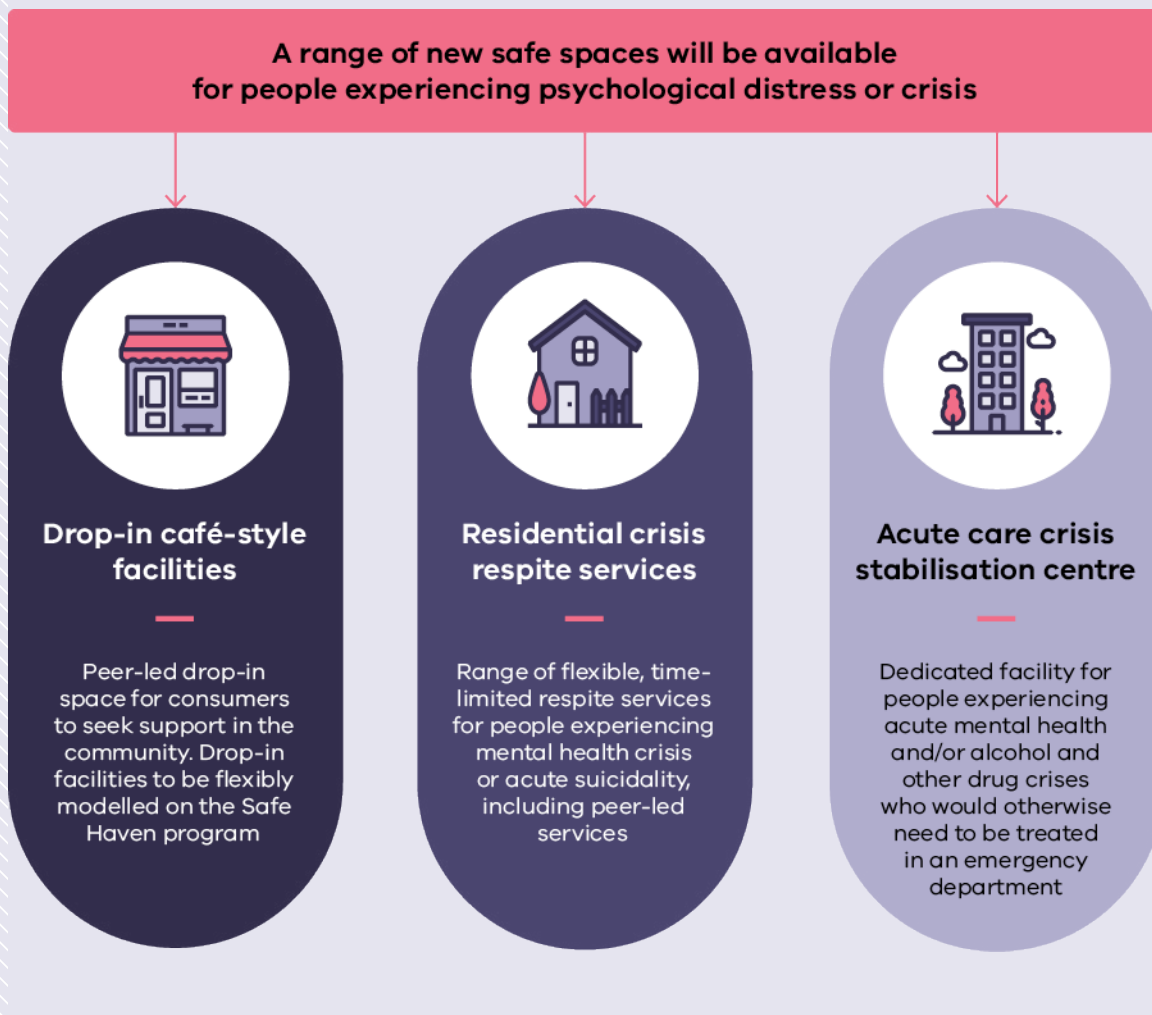 A range of new safe spaces will be available
for people experiencing psychological distress or crisis
Drop-in café-style
facilities
Peer-led drop-in
space for consumers
to seek support in the
community. Drop-in
facilities to be flexibly
modelled on the Safe
Haven program
Residential crisis
respite services
Range of flexible, time-
limited respite services
for people experiencing
mental health crisis
or acute suicidality,
including peer-led
services
Acute care crisis
stabilisation centre
Dedicated facility for
people experiencing
acute mental health
and/or alcohol and
other drug crises
who would otherwise
need to be treated
in an emergency
department